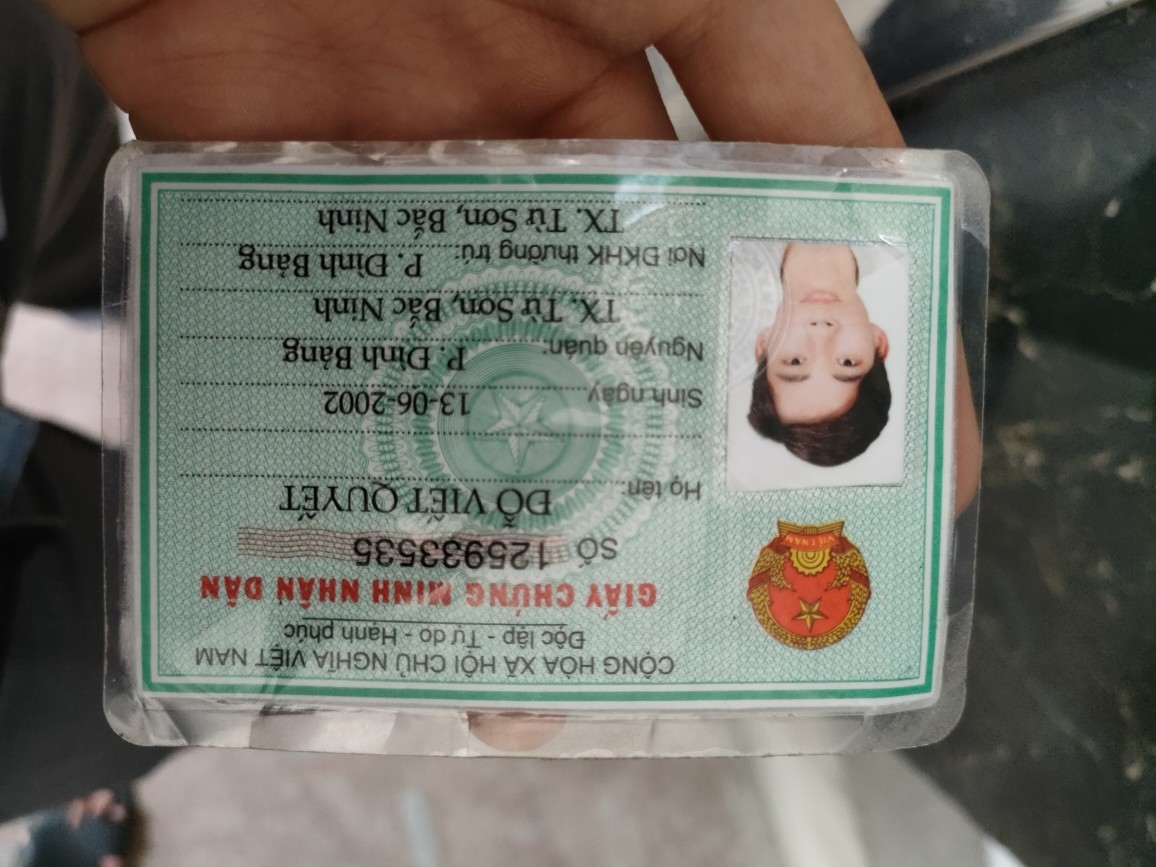 CỘNG HÒA XÃ HỘI CHỦ NGHĨA VIỆT NAM
Độc lập - Tự do - Hạnh phúc
GIẤY CHỨNG MINH NHÂN DÂN
SỐ 125933535
Họ tên: ĐỖ VIẾT QUYẾT
Sinh ngày 13-06-2002
Nguyên quán: P. Đình Bảng
TX. Từ Sơn, Bắc Ninh
Nơi ĐKHK thường trú: P. Đình Bảng
TX. Từ Sơn, Bắc Ninh
VIỆT NAM